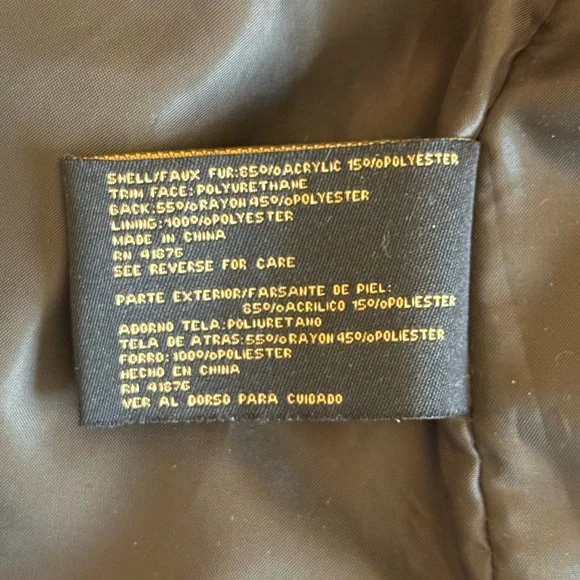 SHELL/FAUX FUR:85%ACRYLIC 15%POLYESTER
TRIM FACE:POLYURETHANE
BACK:55%RAYON 45%POLYESTER
LINING:100%POLYESTER
MADE IN CHINA
RN 41876
SEE REVERSE FOR CARE
PARTE EXTERIOR/FARSANTE DE PIEL:
85%ACRILICO 15%POLIESTER
ADORNO TELA:POLIURETANO
TELA DE ATRAS:55%RAYON 45%POLIESTER
FORRO:100%POLIESTER
HECHO EN CHINA
RN 41876
VER AL DORSO PARA CUIDADO